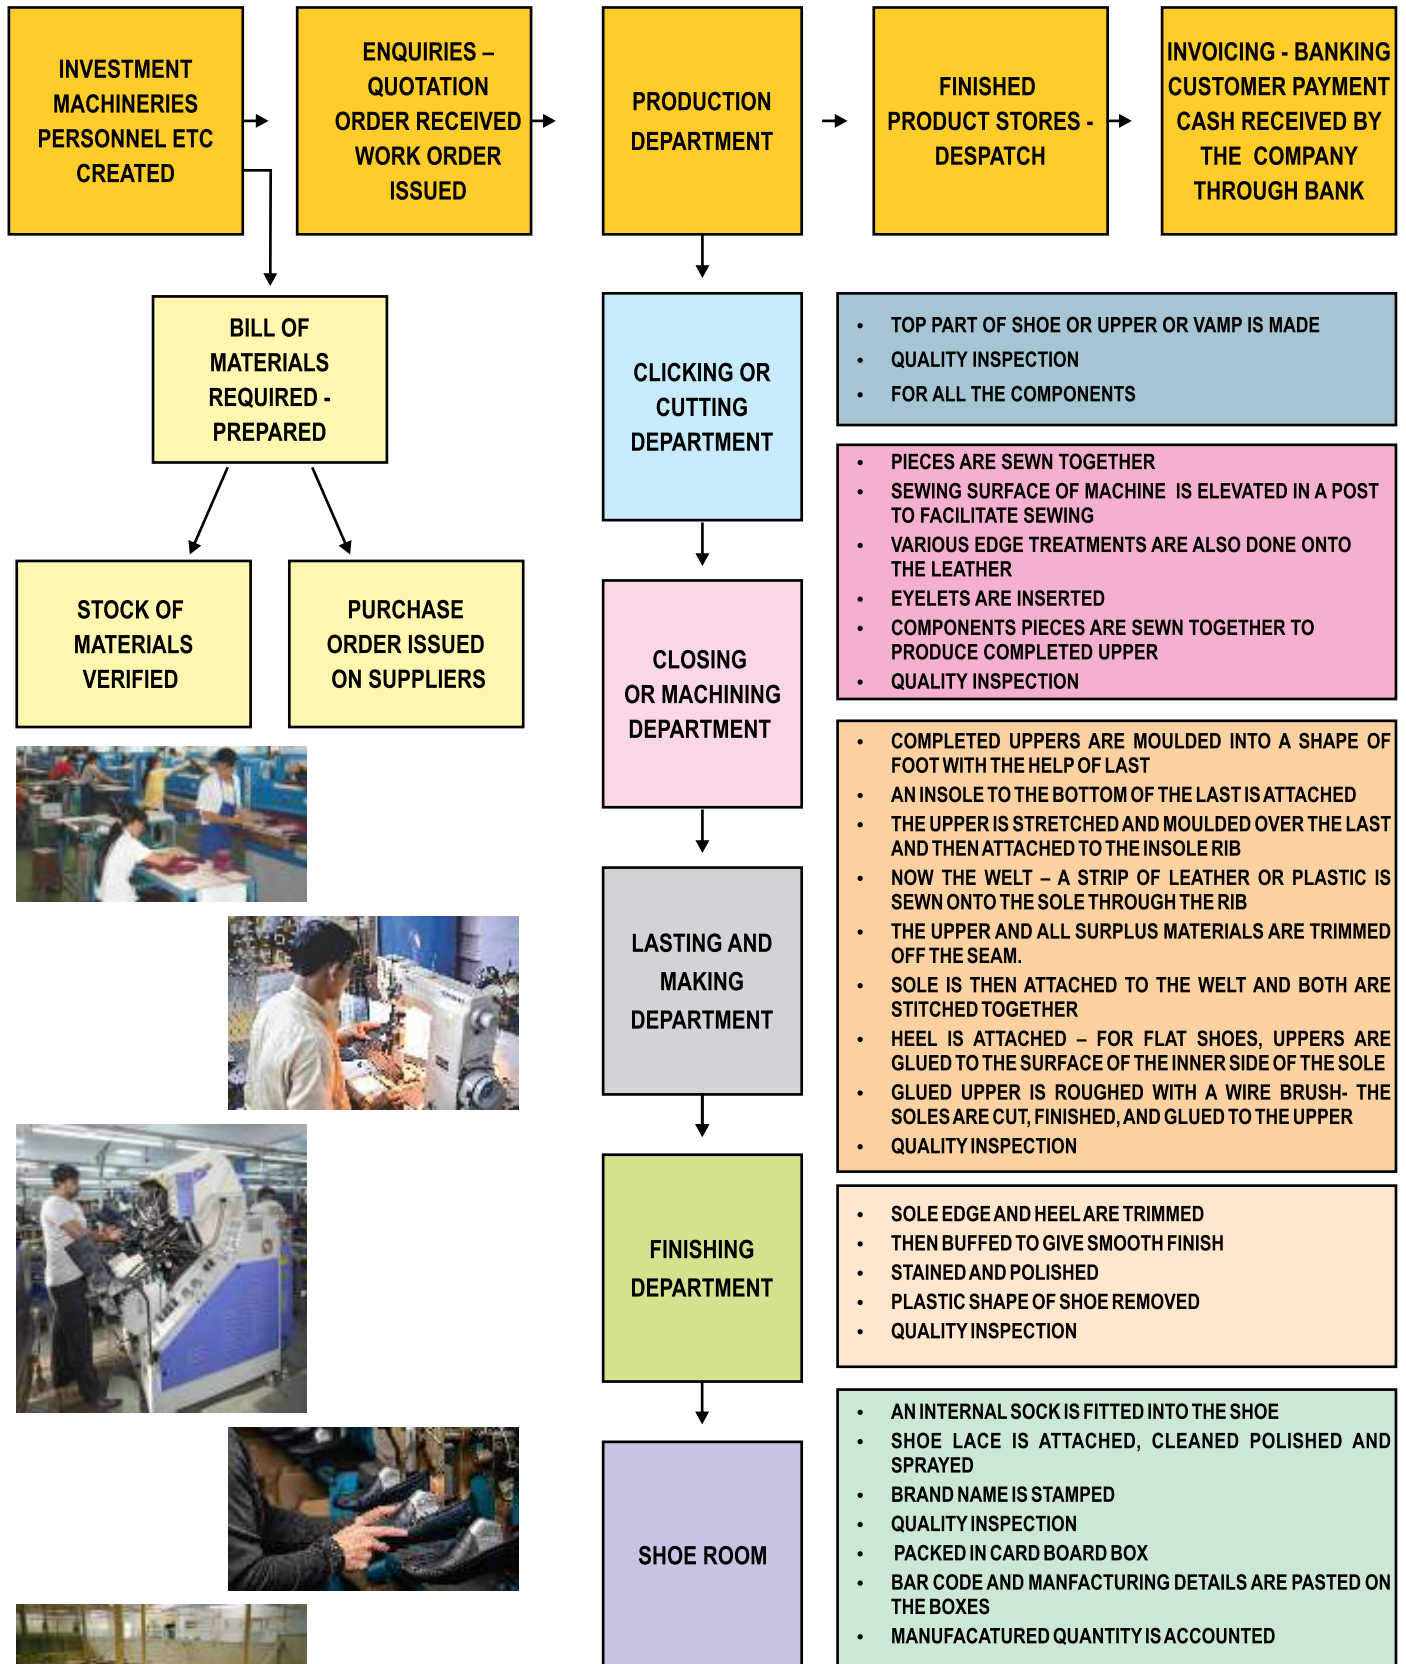 INVESTMENT
MACHINERIES
PERSONNEL ETC
CREATED
ENQUIRIES –
QUOTATION
ORDER RECEIVED
WORK ORDER
ISSUED
PRODUCTION
DEPARTMENT
FINISHED
PRODUCT STORES -
DESPATCH
INVOICING - BANKING
CUSTOMER PAYMENT
CASH RECEIVED BY
THE COMPANY
THROUGH BANK
BILL OF
MATERIALS
REQUIRED -
PREPARED
STOCK OF
MATERIALS
VERIFIED
PURCHASE
ORDER ISSUED
ON SUPPLIERS
CLICKING OR
CUTTING
DEPARTMENT
• TOP PART OF SHOE OR UPPER OR VAMP IS MADE
• QUALITY INSPECTION
• FOR ALL THE COMPONENTS
CLOSING
OR MACHINING
DEPARTMENT
• PIECES ARE SEWN TOGETHER
• SEWING SURFACE OF MACHINE IS ELEVATED IN A POST
TO FACILITATE SEWING
• VARIOUS EDGE TREATMENTS ARE ALSO DONE ONTO
THE LEATHER
• EYELETS ARE INSERTED
• COMPONENTS PIECES ARE SEWN TOGETHER TO
PRODUCE COMPLETED UPPER
• QUALITY INSPECTION
LASTING AND
MAKING
DEPARTMENT
• COMPLETED UPPERS ARE MOULDED INTO A SHAPE OF
FOOT WITH THE HELP OF LAST
• AN INSOLE TO THE BOTTOM OF THE LAST IS ATTACHED
• THE UPPER IS STRETCHED AND MOULDED OVER THE LAST
AND THEN ATTACHED TO THE INSOLE RIB
• NOW THE WELT – A STRIP OF LEATHER OR PLASTIC IS
SEWN ONTO THE SOLE THROUGH THE RIB
• THE UPPER AND ALL SURPLUS MATERIALS ARE TRIMMED
OFF THE SEAM.
• SOLE IS THEN ATTACHED TO THE WELT AND BOTH ARE
STITCHED TOGETHER
• HEEL IS ATTACHED – FOR FLAT SHOES, UPPERS ARE
GLUED TO THE SURFACE OF THE INNER SIDE OF THE SOLE
• GLUED UPPER IS ROUGHED WITH A WIRE BRUSH- THE
SOLES ARE CUT, FINISHED, AND GLUED TO THE UPPER
• QUALITY INSPECTION
FINISHING
DEPARTMENT
• SOLE EDGE AND HEEL ARE TRIMMED
• THEN BUFFED TO GIVE SMOOTH FINISH
• STAINED AND POLISHED
• PLASTIC SHAPE OF SHOE REMOVED
• QUALITY INSPECTION
SHOE ROOM
• AN INTERNAL SOCK IS FITTED INTO THE SHOE
• SHOE LACE IS ATTACHED, CLEANED POLISHED AND
SPRAYED
• BRAND NAME IS STAMPED
• QUALITY INSPECTION
• PACKED IN CARD BOARD BOX
• BAR CODE AND MANFACTURING DETAILS ARE PASTED ON
THE BOXES
• MANUFACATURED QUANTITY IS ACCOUNTED